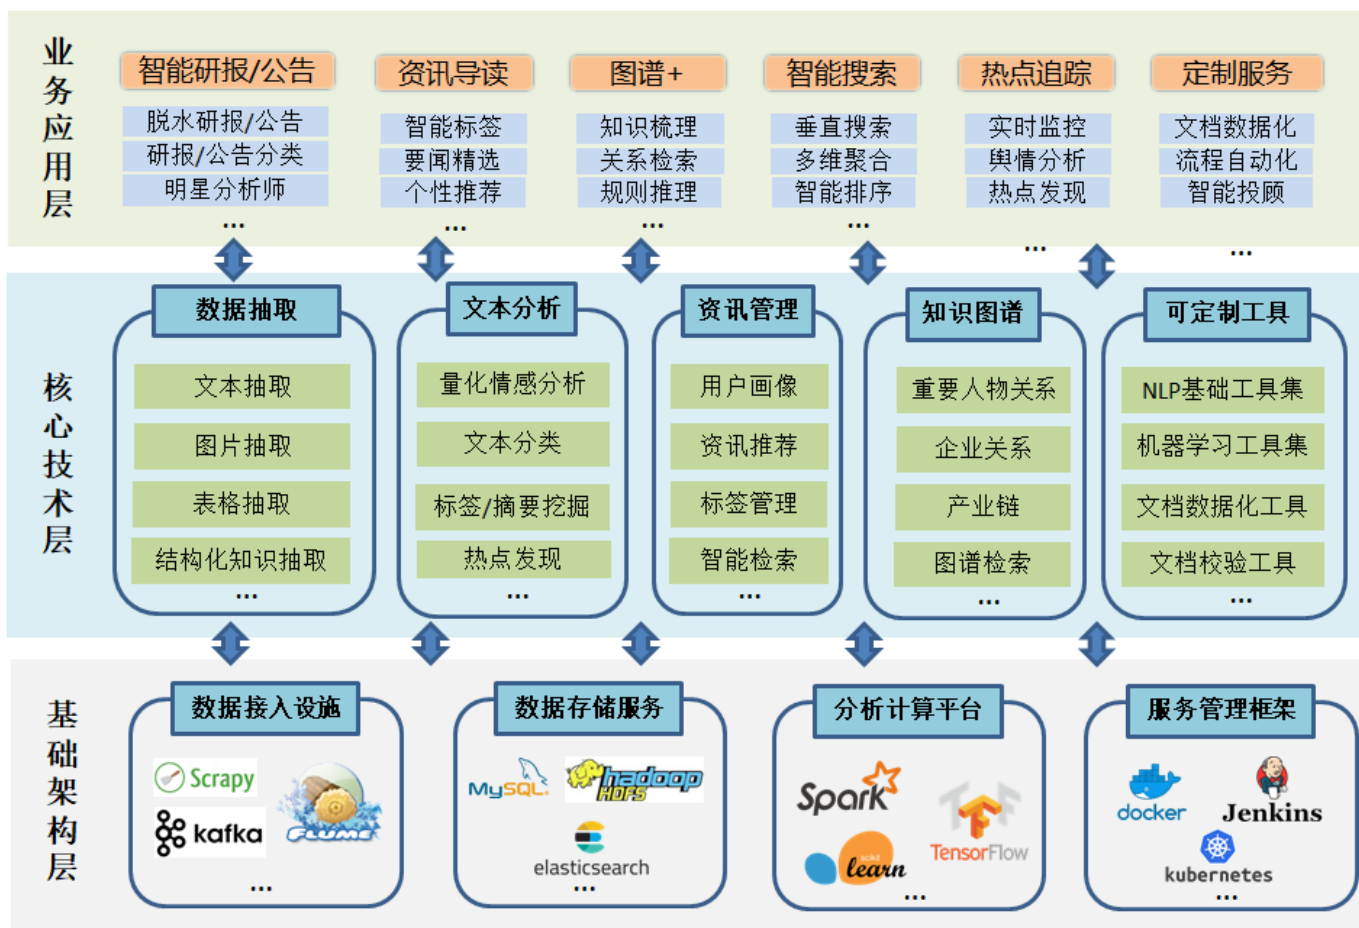 业务应用层
智能研报/公告
脱水研报/公告
研报/公告分类
明星分析师
...
资讯导读
智能标签
要闻精选
个性推荐
...
图谱+
知识梳理
关系检索
规则推理
...
智能搜索
垂直搜索
多维聚合
智能排序
...
热点追踪
实时监控
舆情分析
热点发现
...
定制服务
文档数据化
流程自动化
智能投顾
...
核心技术层
数据抽取
文本抽取
图片抽取
表格抽取
结构化知识抽取
...
文本分析
量化情感分析
文本分类
标签/摘要挖掘
热点发现
...
资讯管理
用户画像
资讯推荐
标签管理
智能检索
...
知识图谱
重要人物关系
企业关系
产业链
图谱检索
...
可定制工具
NLP基础工具集
机器学习工具集
文档数据化工具
文档校验工具
...
基础架构层
数据接入设施
Scrapy
kafka
FLUME
...
数据存储服务
MySQL
hadoop
HDFS
elasticsearch
...
分析计算平台
Spark
scikit
learn
TensorFlow
...
服务管理框架
docker
Jenkins
kubernetes
...